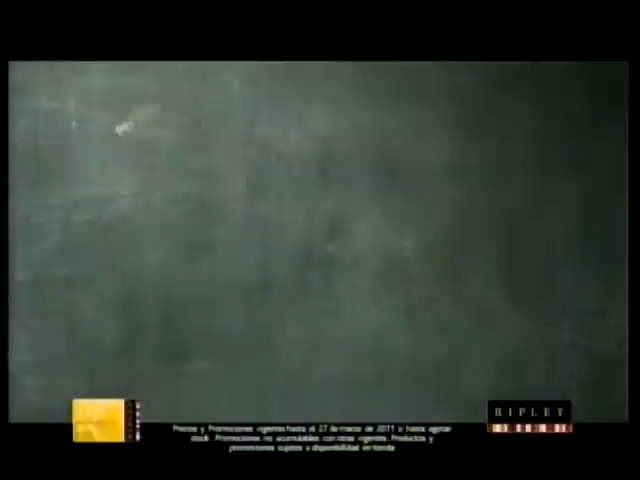 RIPLEY
Precios y Promociones vigentes hasta el 27 de marzo de 2011 o hasta agotar
stock. Promociones no acumulables con otras vigentes. Productos y
promociones sujetos a disponibilidad en tienda